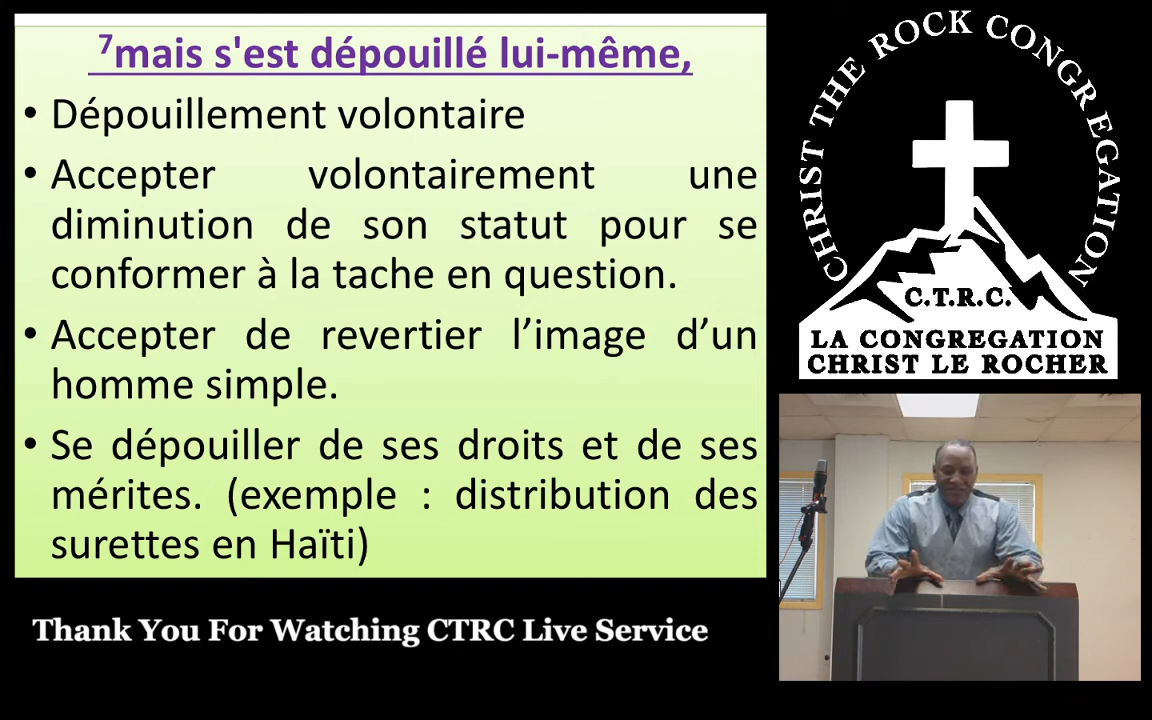 ⁷mais s'est dépouillé lui-même,
• Dépouillement volontaire
• Accepter volontairement une
diminution de son statut pour se
conformer à la tache en question.
• Accepter de revertier l’image d’un
homme simple.
• Se dépouiller de ses droits et de ses
mérites. (exemple : distribution des
surettes en Haïti)
CHRIST THE ROCK CONGREGATION
C.T.R.C.
LA CONGREGATION
CHRIST LE ROCHER
Thank You For Watching CTRC Live Service